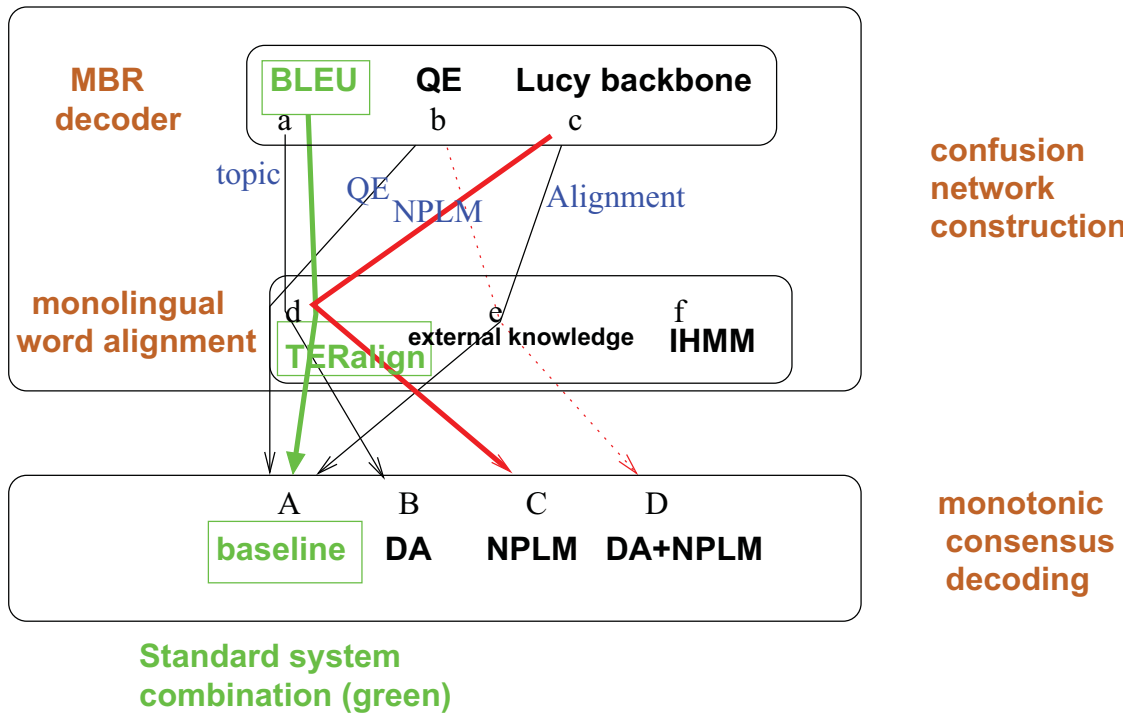 MBR
decoder
BLEU QE Lucy backbone
a b c
topic
QE
NPLM
Alignment
confusion
network
construction
monolingual
word alignment
d e f
TERalign external knowledge IHMM
A B C D
baseline DA NPLM DA+NPLM
monotonic
consensus
decoding
Standard system
combination (green)